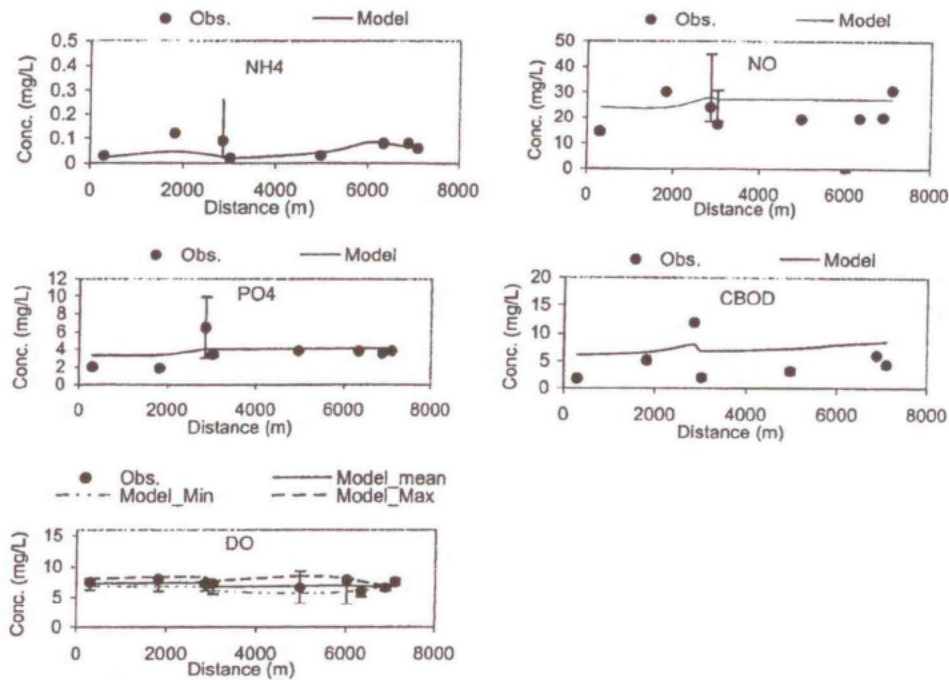 Obs. Model
0.5
0.4
0.3
0.2
0.1
0
Conc. (mg/L)
NH4
0 2000 4000 6000 8000
Distance (m)
Obs. Model
50
40
30
20
10
0
Conc. (mg/L)
NO
0 2000 4000 6000 8000
Distance (m)
Obs. Model
12
10
8
6
4
2
0
Conc. (mg/L)
PO4
0 2000 4000 6000 8000
Distance (m)
Obs. Model
20
15
10
5
0
Conc. (mg/L)
CBOD
0 2000 4000 6000 8000
Distance (m)
Obs. Model_mean
Model_Min Model_Max
15
10
5
0
Conc. (mg/L)
DO
0 2000 4000 6000 8000
Distance (m)